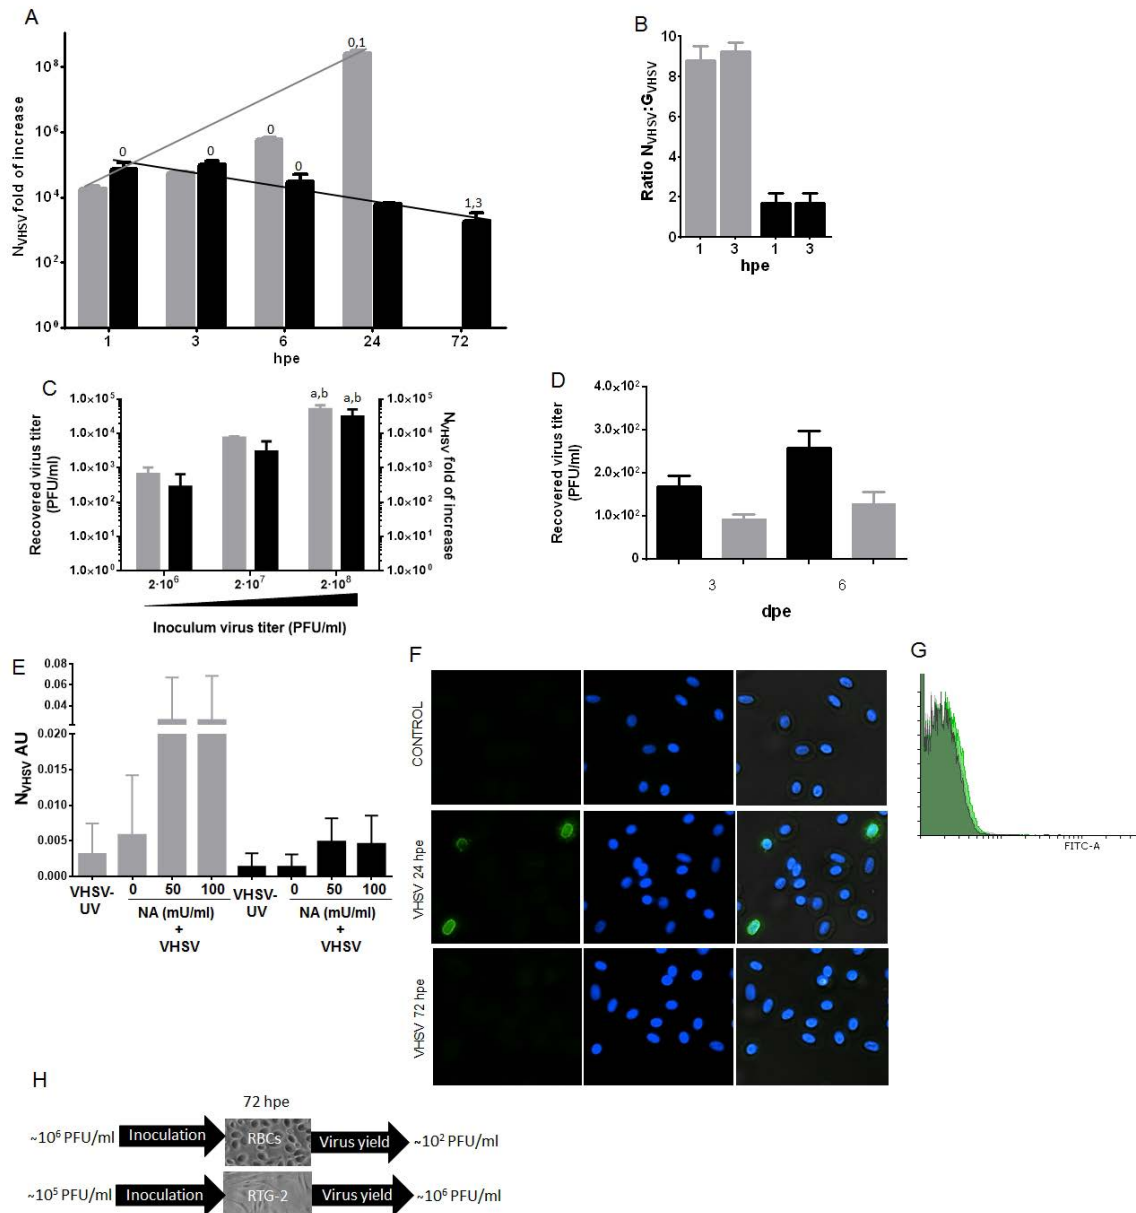 A
N_VHSV fold of increase
10⁸
10⁶
10⁴
10²
10⁰
0
0
0
0
0,1
1,3
1 3 6 24 72
hpe
B
Ratio N_VHSV:G_VHSV
10
8
6
4
2
0
1 3 1 3
hpe
C
Recovered virus titer
(PFU/ml)
1.0×10⁵
1.0×10⁴
1.0×10³
1.0×10²
1.0×10¹
1.0×10⁰
a,b a,b
1.0×10⁵
1.0×10⁴
1.0×10³
1.0×10²
1.0×10¹
1.0×10⁰
N_VHSV fold of increase
2·10⁶ 2·10⁷ 2·10⁸
Inoculum virus titer (PFU/ml)
D
Recovered virus titer
(PFU/ml)
4.0×10²
3.0×10²
2.0×10²
1.0×10²
0
3 6
dpe
E
N_VHSV AU
0.08
0.06
0.04
0.020
0.015
0.010
0.005
0.000
VHSV-UV 0 50 100 VHSV-UV 0 50 100
NA (mU/ml) NA (mU/ml)
+ +
VHSV VHSV
F
CONTROL
VHSV 24 hpe
VHSV 72 hpe
G
FITC-A
H
72 hpe
~10⁶ PFU/ml Inoculation RBCs Virus yield ~10² PFU/ml
~10⁵ PFU/ml Inoculation RTG-2 Virus yield ~10⁶ PFU/ml